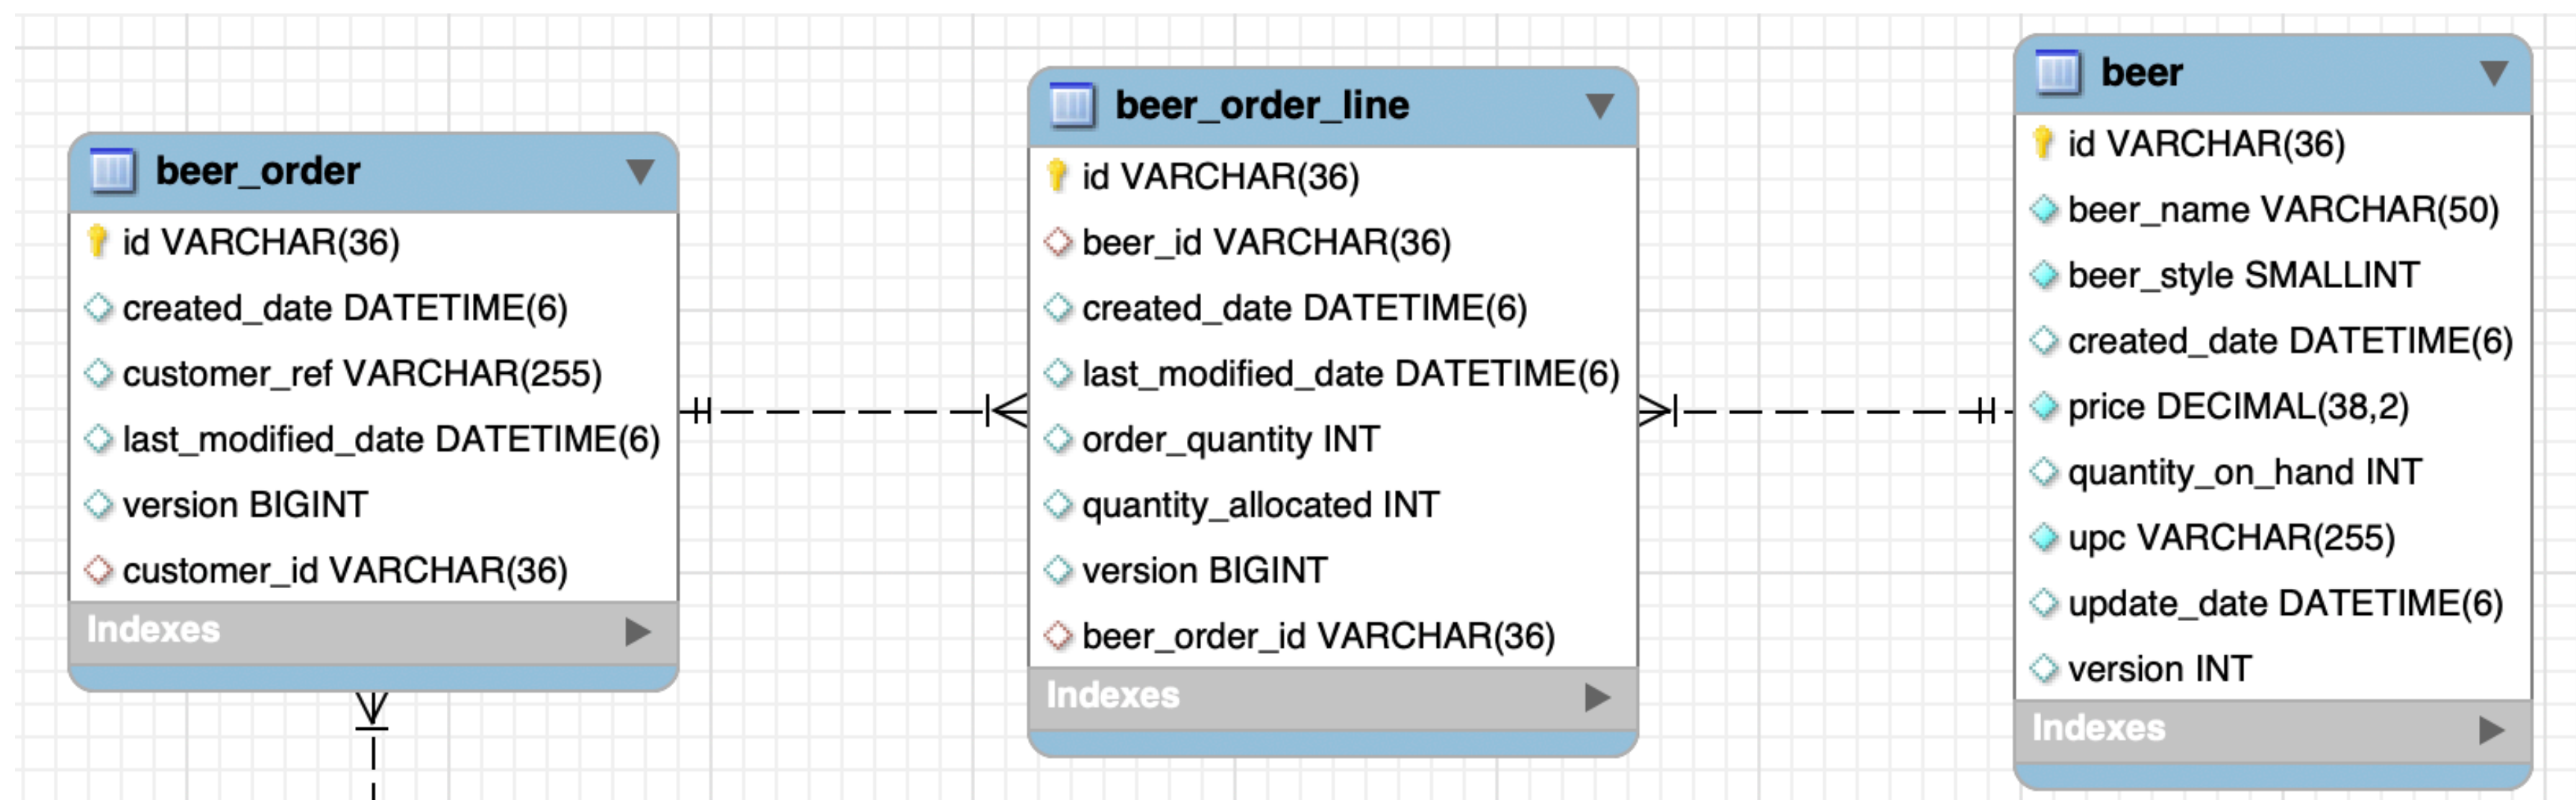 beer_order
id VARCHAR(36)
created_date DATETIME(6)
customer_ref VARCHAR(255)
last_modified_date DATETIME(6)
version BIGINT
customer_id VARCHAR(36)
Indexes
beer_order_line
id VARCHAR(36)
beer_id VARCHAR(36)
created_date DATETIME(6)
last_modified_date DATETIME(6)
order_quantity INT
quantity_allocated INT
version BIGINT
beer_order_id VARCHAR(36)
Indexes
beer
id VARCHAR(36)
beer_name VARCHAR(50)
beer_style SMALLINT
created_date DATETIME(6)
price DECIMAL(38,2)
quantity_on_hand INT
upc VARCHAR(255)
update_date DATETIME(6)
version INT
Indexes